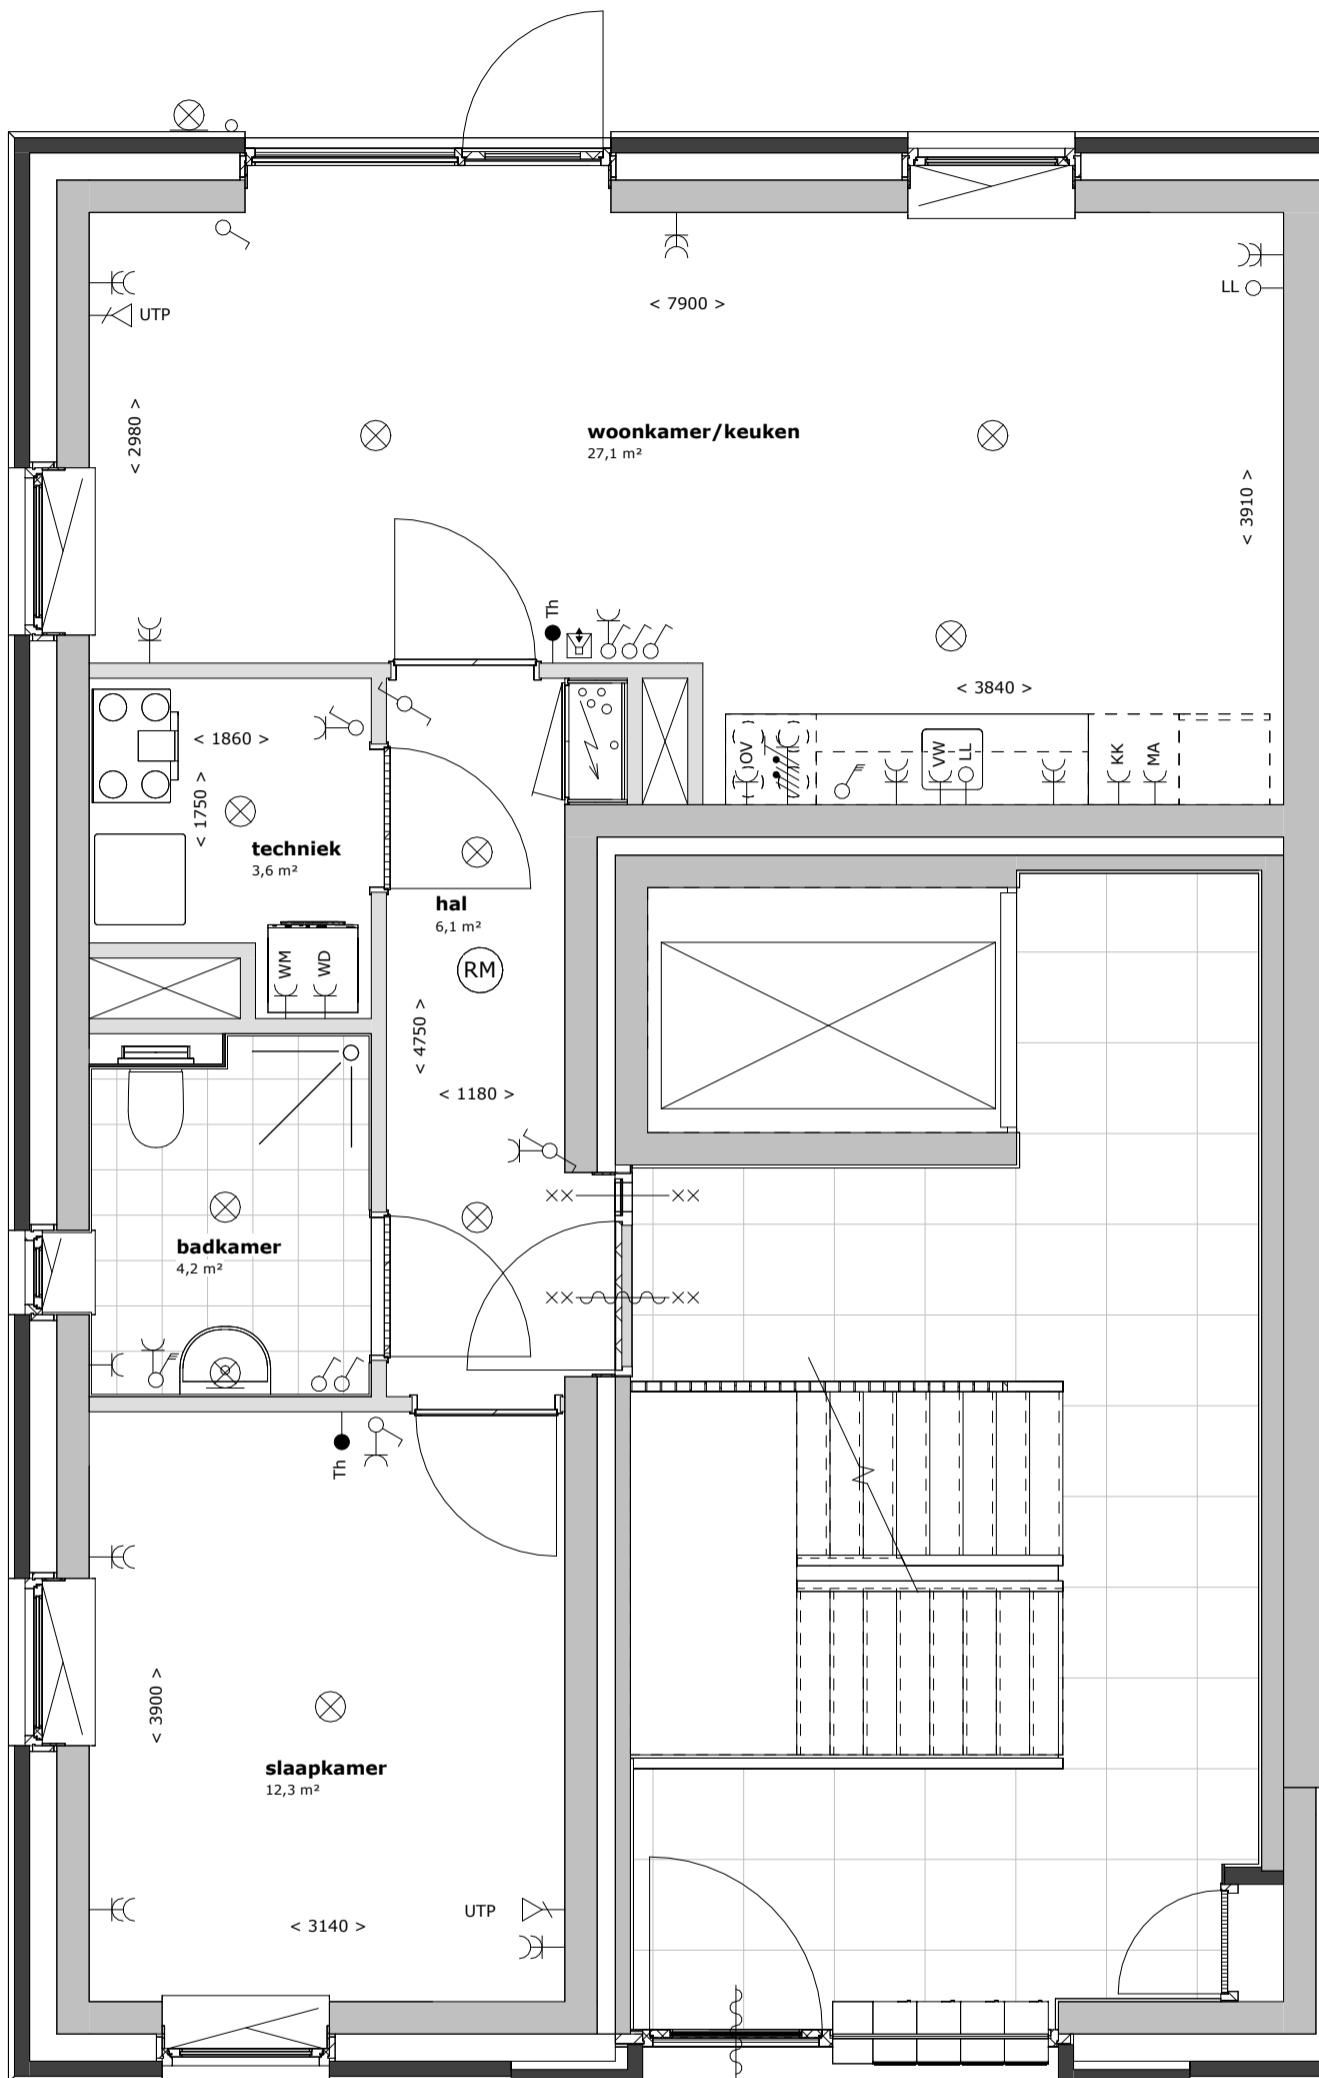 UTP
< 7900 >
LL
< 2980 >
woonkamer/keuken
27,1 m²
< 3910 >
Th
< 3840 >
< 1860 >
< 1750 >
OV
VW
LL
KK
MA
techniek
3,6 m²
hal
6,1 m²
WM
WD
RM
< 4750 >
< 1180 >
××
××
badkamer
4,2 m²
××
××
Th
< 3900 >
slaapkamer
12,3 m²
UTP
< 3140 >